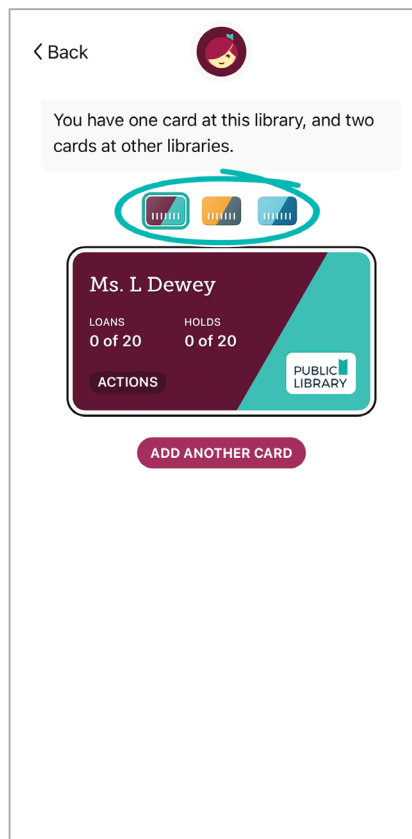 Back
You have one card at this library, and two
cards at other libraries.
Ms. L Dewey
LOANS HOLDS
0 of 20 0 of 20
ACTIONS
PUBLIC
LIBRARY
ADD ANOTHER CARD